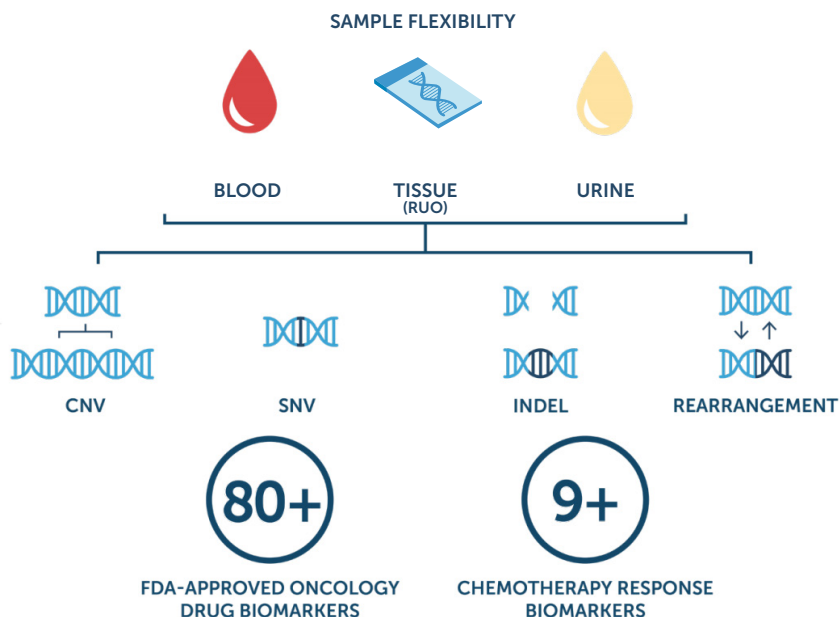 SAMPLE FLEXIBILITY
BLOOD
TISSUE
(RUO)
URINE
CNV
SNV
INDEL
REARRANGEMENT
80+
9+
FDA-APPROVED ONCOLOGY
DRUG BIOMARKERS
CHEMOTHERAPY RESPONSE
BIOMARKERS